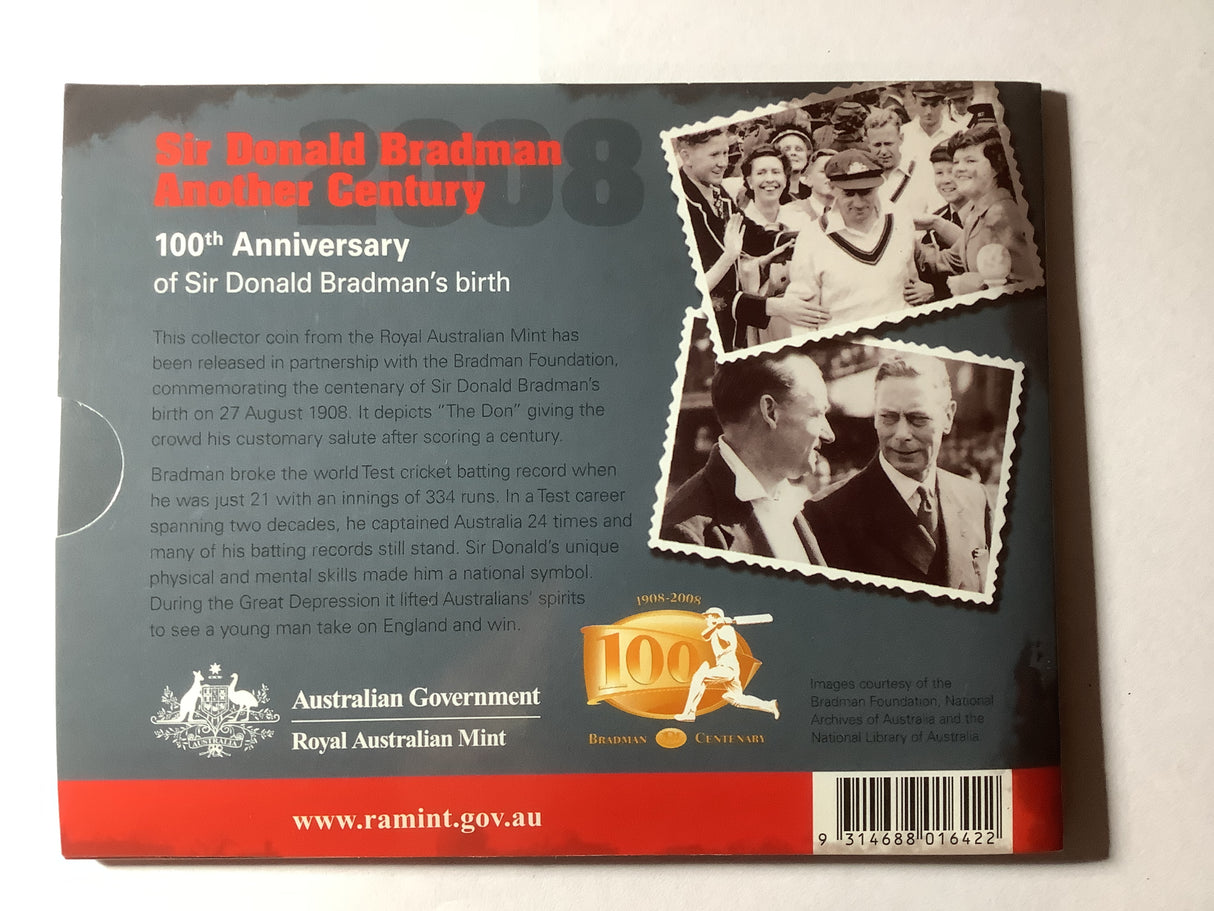 2008
Sir Donald Bradman
Another Century
100th Anniversary
of Sir Donald Bradman's birth
This collector coin from the Royal Australian Mint has
been released in partnership with the Bradman Foundation,
commemorating the centenary of Sir Donald Bradman's
birth on 27 August 1908. It depicts "The Don" giving the
crowd his customary salute after scoring a century.
Bradman broke the world Test cricket batting record when
he was just 21 with an innings of 334 runs. In a Test career
spanning two decades, he captained Australia 24 times and
many of his batting records still stand. Sir Donald's unique
physical and mental skills made him a national symbol.
During the Great Depression it lifted Australians' spirits
to see a young man take on England and win.
AUSTRALIA
Australian Government
Royal Australian Mint
1908-2008
100
BRADMAN CENTENARY
Images courtesy of the
Bradman Foundation, National
Archives of Australia and the
National Library of Australia.
www.ramint.gov.au
9 314688 016422